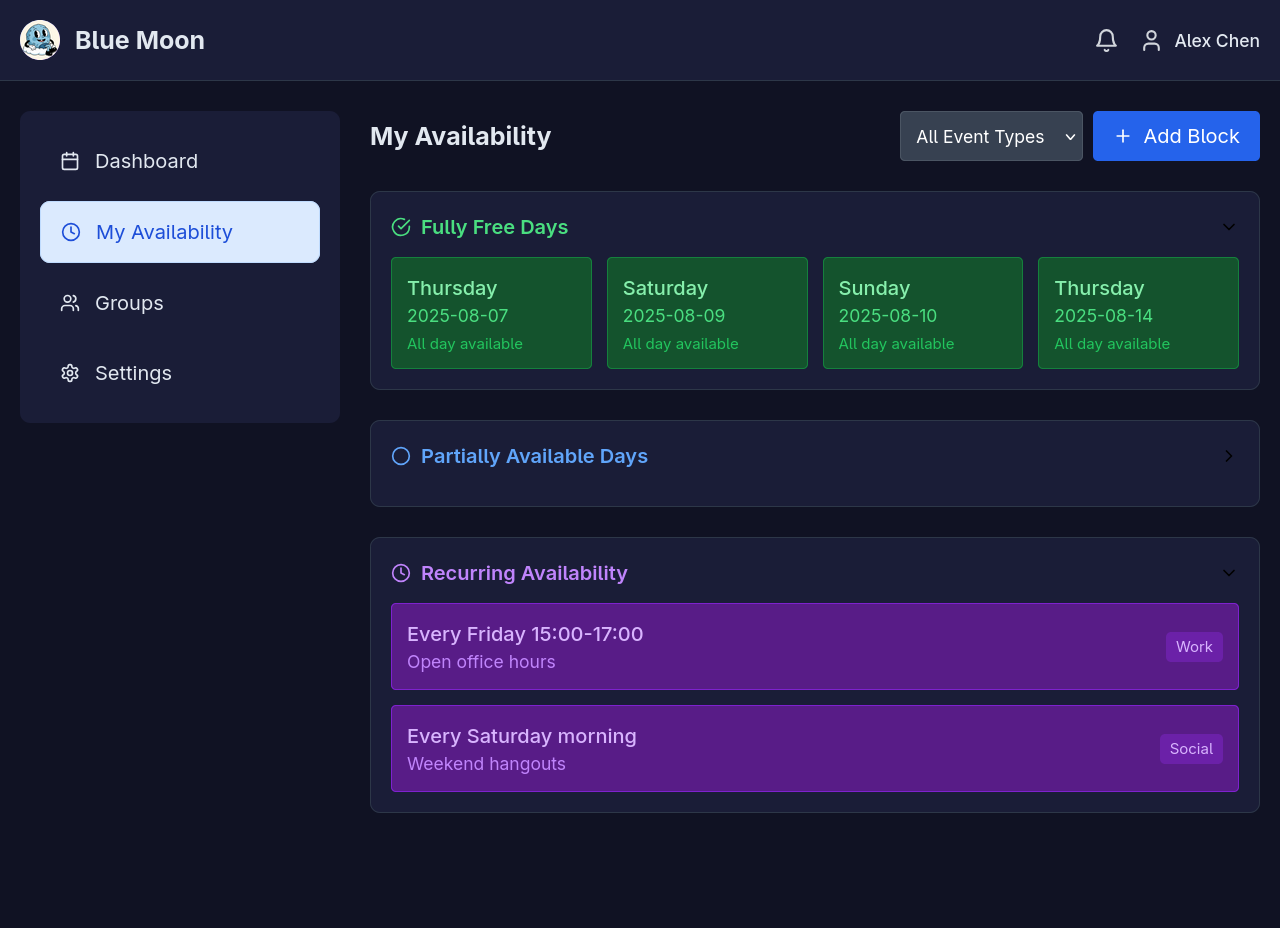 Blue Moon
Alex Chen
Dashboard
My Availability
Groups
Settings
My Availability
All Event Types
Add Block
Fully Free Days
Thursday
2025-08-07
All day available
Saturday
2025-08-09
All day available
Sunday
2025-08-10
All day available
Thursday
2025-08-14
All day available
Partially Available Days
Recurring Availability
Every Friday 15:00-17:00
Open office hours
Work
Every Saturday morning
Weekend hangouts
Social